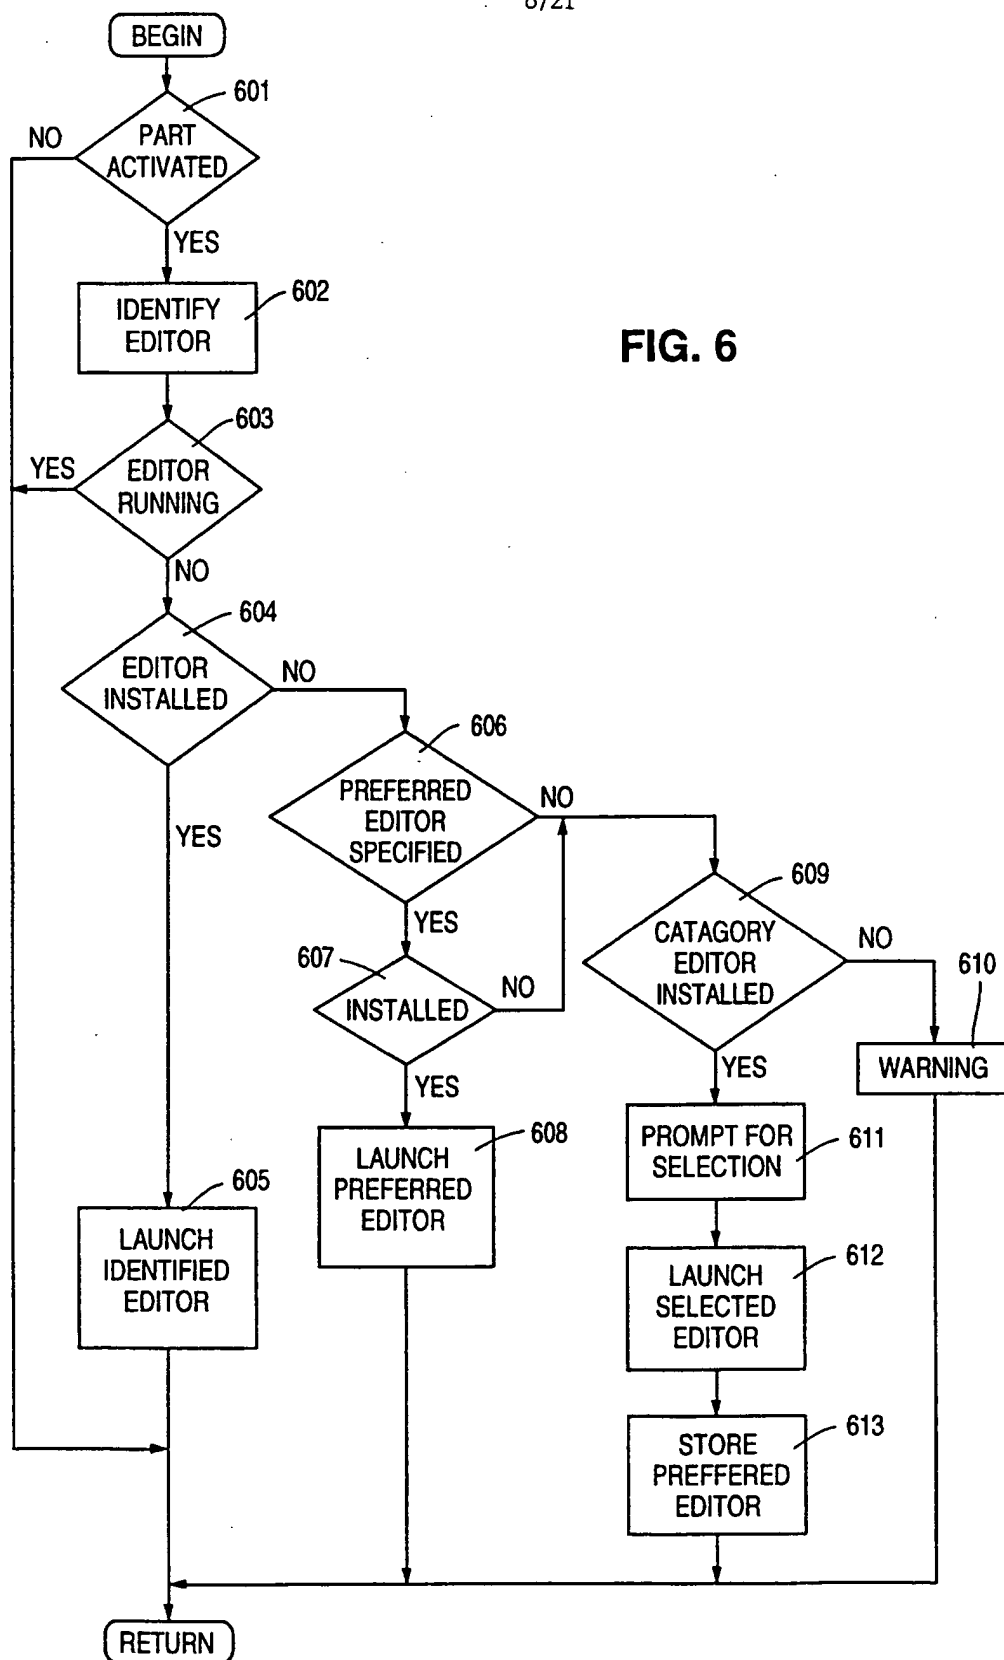 8/21
BEGIN
601
PART
ACTIVATED
NO
YES
602
IDENTIFY
EDITOR
FIG. 6
603
EDITOR
RUNNING
YES
NO
604
EDITOR
INSTALLED
NO
YES
606
PREFERRED
EDITOR
SPECIFIED
NO
YES
607
INSTALLED
NO
YES
608
LAUNCH
PREFERRED
EDITOR
609
CATAGORY
EDITOR
INSTALLED
NO
YES
610
WARNING
611
PROMPT FOR
SELECTION
605
LAUNCH
IDENTIFIED
EDITOR
612
LAUNCH
SELECTED
EDITOR
613
STORE
PREFFERED
EDITOR
RETURN